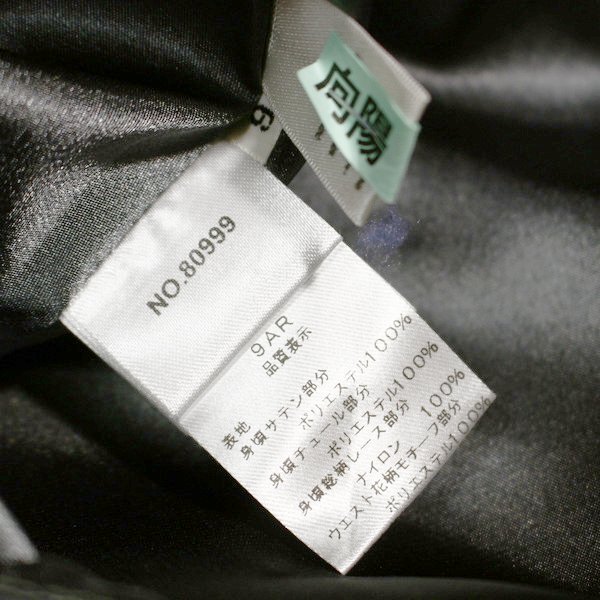 向陽
9
NO.80999
9AR
品質表示
表地
身頃サテン部分
ポリエステル100%
身頃チュール部分
ポリエステル100%
身頃総柄レース部分
ナイロン 100%
ウエスト花柄モチーフ部分
ポリエステル100%